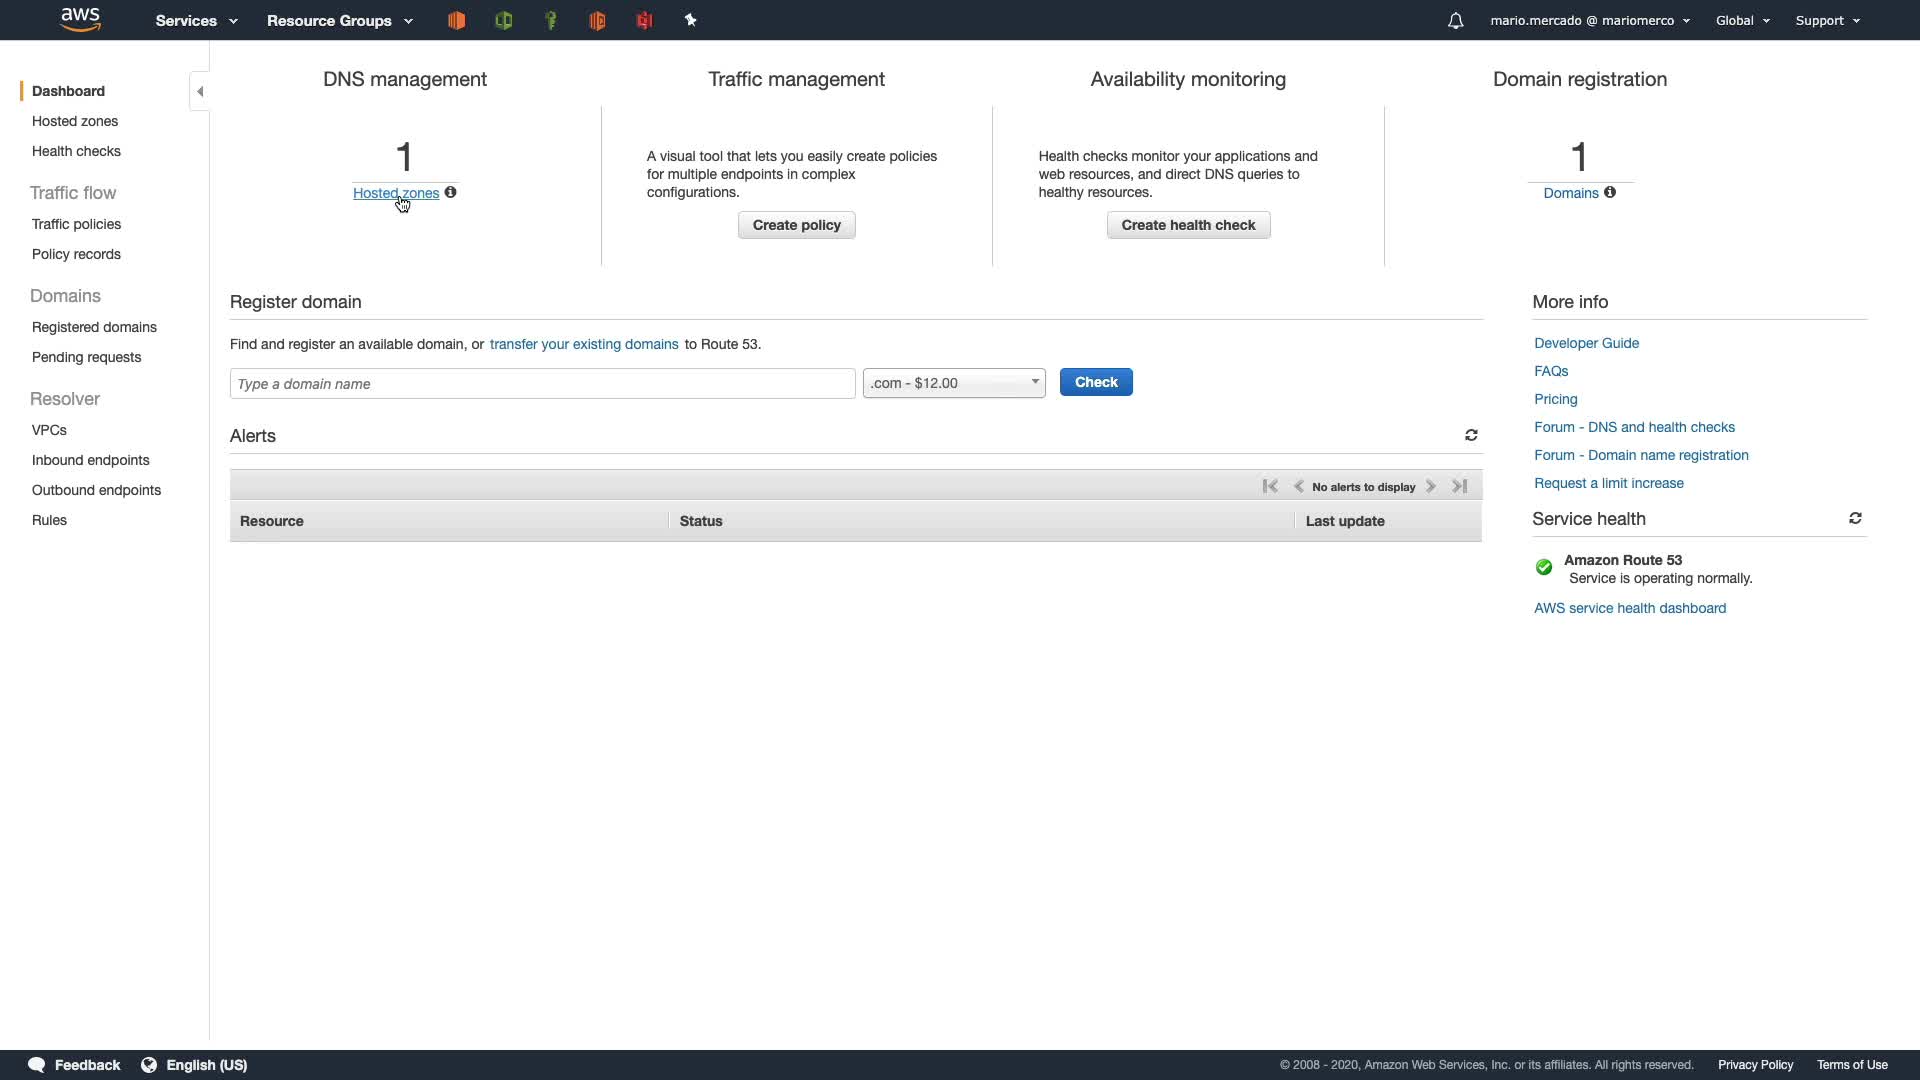 aws Services Resource Groups mario.mercado @ mariomerco Global Support
Dashboard
Hosted zones
Health checks
Traffic flow
Traffic policies
Policy records
Domains
Registered domains
Pending requests
Resolver
VPCs
Inbound endpoints
Outbound endpoints
Rules
DNS management
1
Hosted zones
Traffic management
A visual tool that lets you easily create policies
for multiple endpoints in complex
configurations.
Create policy
Availability monitoring
Health checks monitor your applications and
web resources, and direct DNS queries to
healthy resources.
Create health check
Domain registration
1
Domains
Register domain
Find and register an available domain, or transfer your existing domains to Route 53.
Type a domain name .com - $12.00 Check
Alerts
No alerts to display
Resource Status Last update
More info
Developer Guide
FAQs
Pricing
Forum - DNS and health checks
Forum - Domain name registration
Request a limit increase
Service health
Amazon Route 53
Service is operating normally.
AWS service health dashboard
Feedback English (US) © 2008 - 2020, Amazon Web Services, Inc. or its affiliates. All rights reserved. Privacy Policy Terms of Use